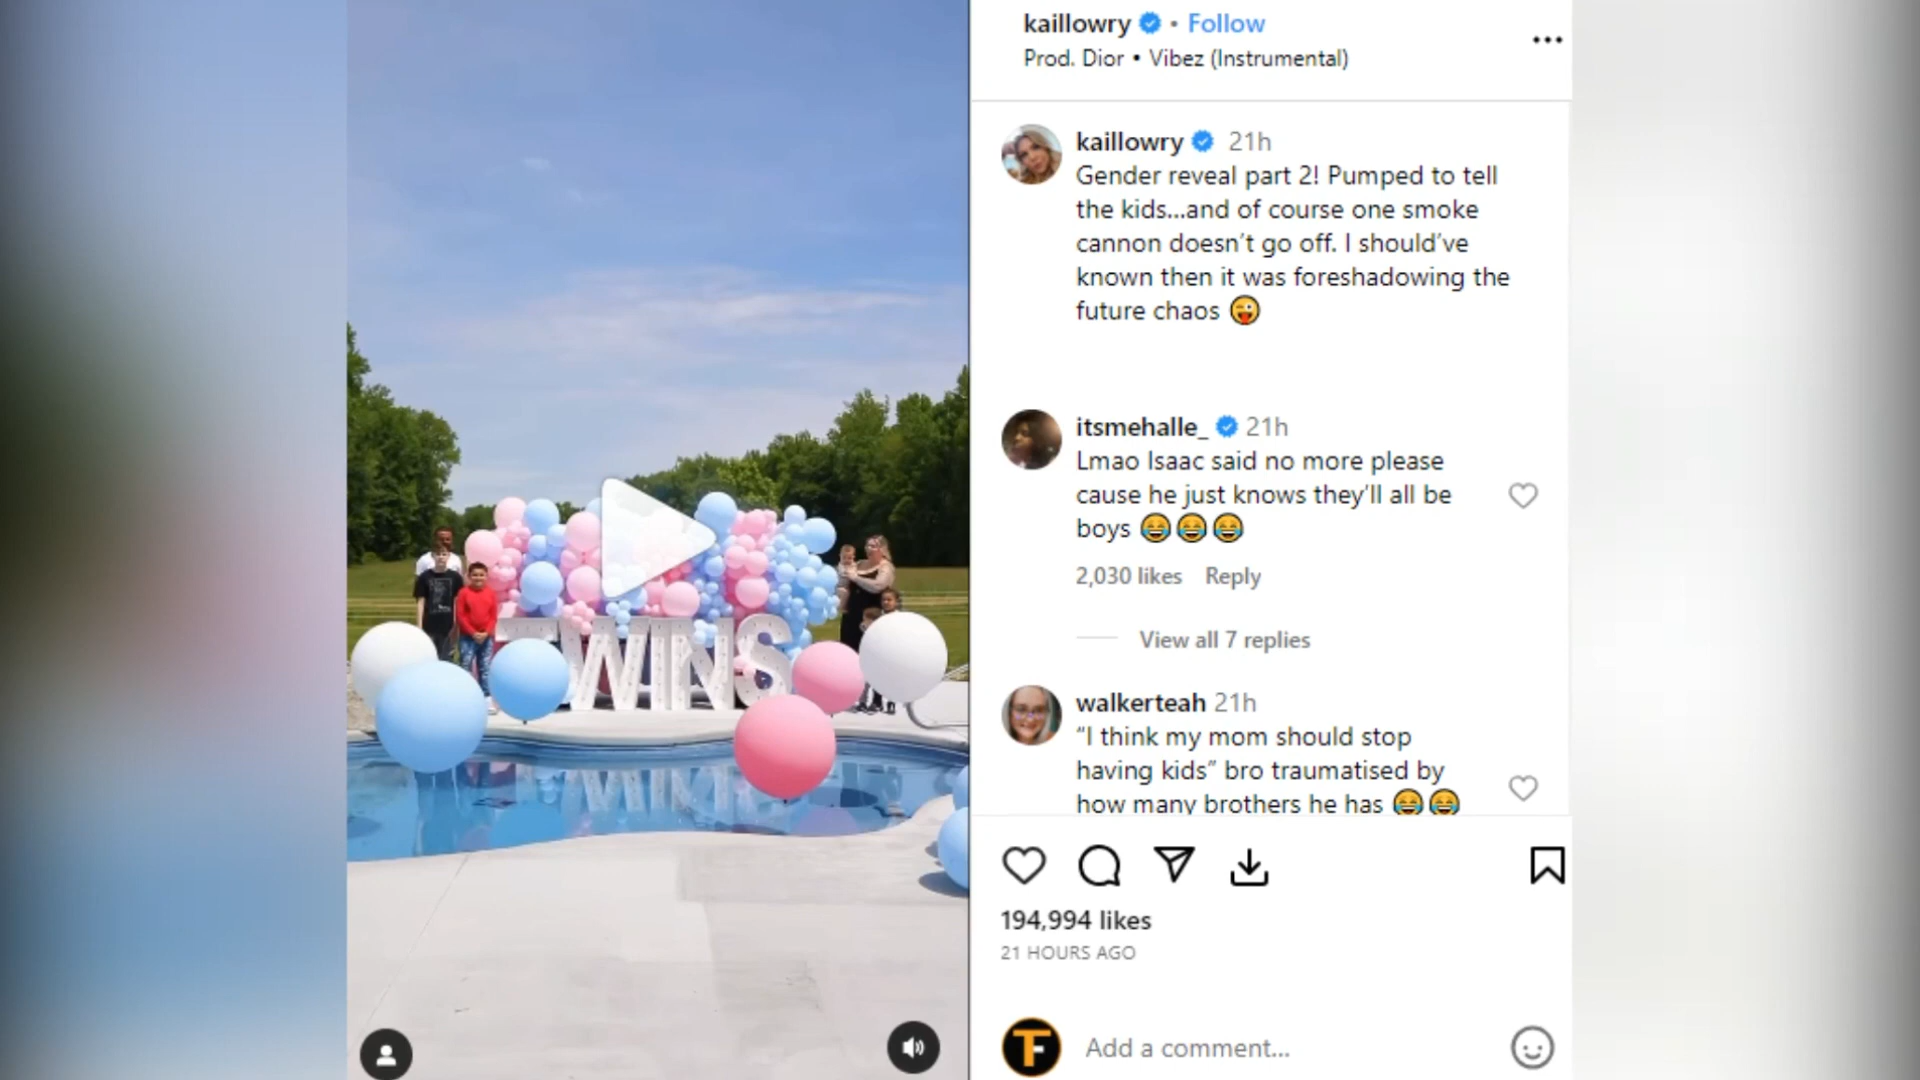 kaillowry • Follow
Prod. Dior • Vibez (Instrumental)
kaillowry 21h
Gender reveal part 2! Pumped to tell
the kids...and of course one smoke
cannon doesn't go off. I should've
known then it was foreshadowing the
future chaos 😜
itsmehalle_ 21h
Lmao Isaac said no more please
cause he just knows they'll all be
boys 😂😂😂
2,030 likes Reply
View all 7 replies
walkerteah 21h
“I think my mom should stop
having kids” bro traumatised by
how many brothers he has 😂😂
TWINS
194,994 likes
21 HOURS AGO
TF
Add a comment...